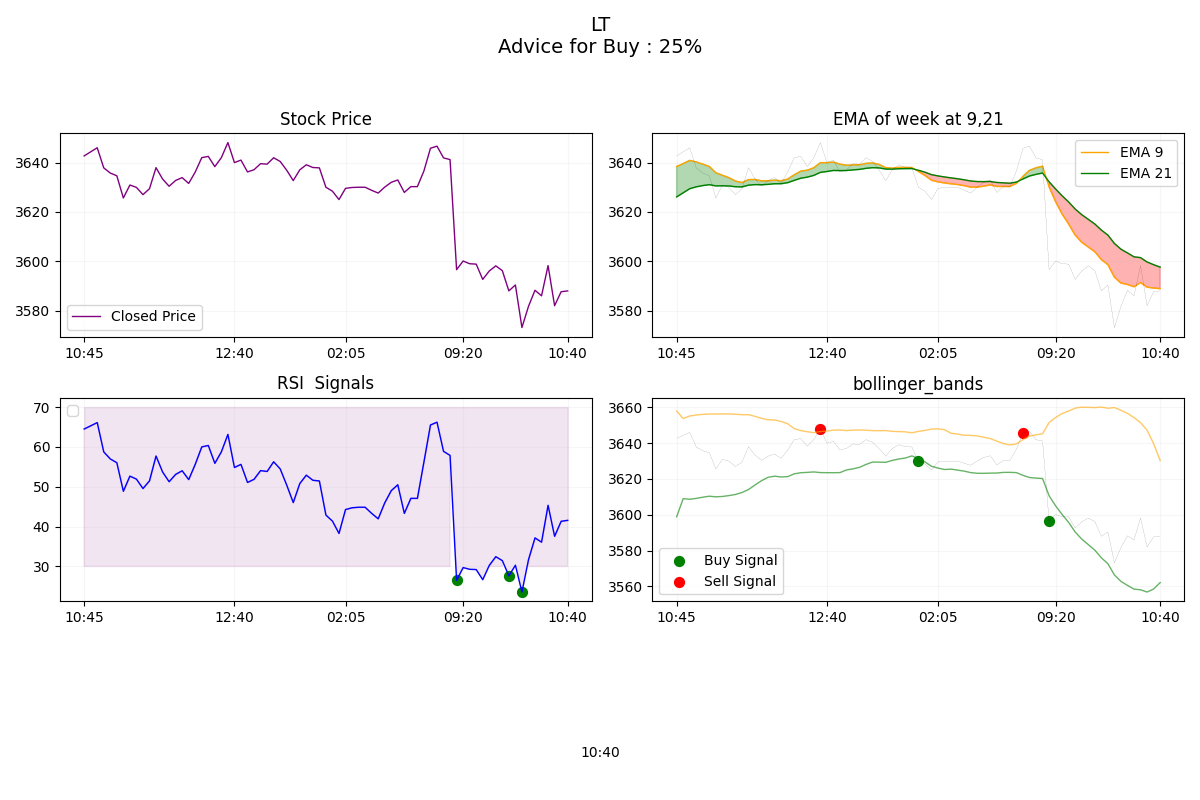 LT
Advice for Buy : 25%
Stock Price
3640
3620
3600
3580
Closed Price
10:45 12:40 02:05 09:20 10:40
EMA of week at 9,21
3640
3620
3600
3580
EMA 9
EMA 21
10:45 12:40 02:05 09:20 10:40
RSI  Signals
70
60
50
40
30
10:45 12:40 02:05 09:20 10:40
bollinger_bands
3660
3640
3620
3600
3580
3560
Buy Signal
Sell Signal
10:45 12:40 02:05 09:20 10:40
10:40